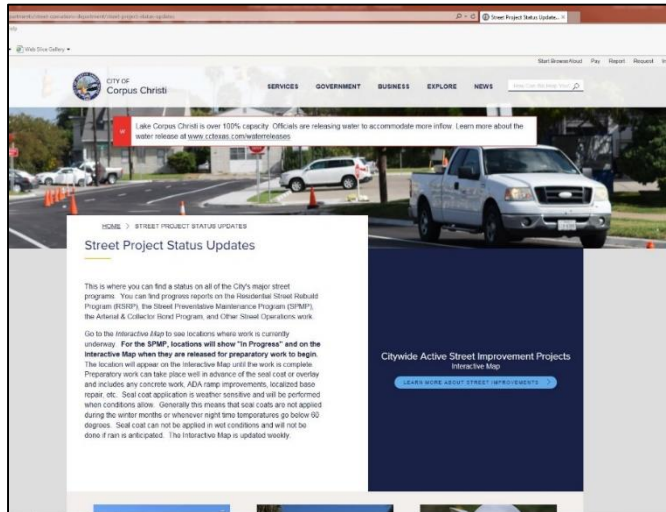 Street Project Status Update...
Web Slice Gallery
Start BrowseAloud Pay Report Request
CITY OF
Corpus Christi
SERVICES GOVERNMENT BUSINESS EXPLORE NEWS
Lake Corpus Christi is over 100% capacity. Officials are releasing water to accommodate more inflow. Learn more about the
water release at www.cctexas.com/waterreleases
HOME > STREET PROJECT STATUS UPDATES
Street Project Status Updates
This is where you can find a status on all of the City's major street
programs. You can find progress reports on the Residential Street Rebuild
Program (RSRP), the Street Preventative Maintenance Program (SPMP),
the Arterial & Collector Bond Program, and Other Street Operations work.
Go to the Interactive Map to see locations where work is currently
underway. For the SPMP, locations will show "In Progress" and on the
Interactive Map when they are released for preparatory work to begin.
The location will appear on the Interactive Map until the work is complete.
Preparatory work can take place well in advance of the seal coat or overlay
and includes any concrete work, ADA ramp improvements, localized base
repair, etc. Seal coat application is weather sensitive and will be performed
when conditions allow. Generally this means that seal coats are not applied
during the winter months or whenever night time temperatures go below 60
degrees. Seal coat can not be applied in wet conditions and will not be
done if rain is anticipated. The Interactive Map is updated weekly.
Citywide Active Street Improvement Projects
Interactive Map
LEARN MORE ABOUT STREET IMPROVEMENTS